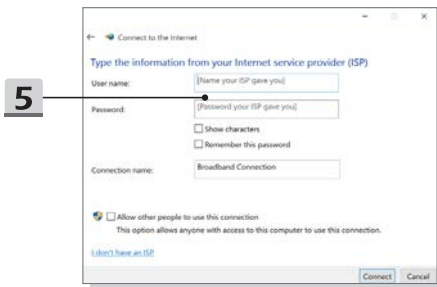 Connect to the Internet
Type the information from your Internet service provider (ISP)
User name:
[Name your ISP gave you]
5
Password:
[Password your ISP gave you]
Show characters
Remember this password
Connection name:
Broadband Connection
Allow other people to use this connection
This option allows anyone with access to this computer to use this connection.
I don't have an ISP
Connect
Cancel